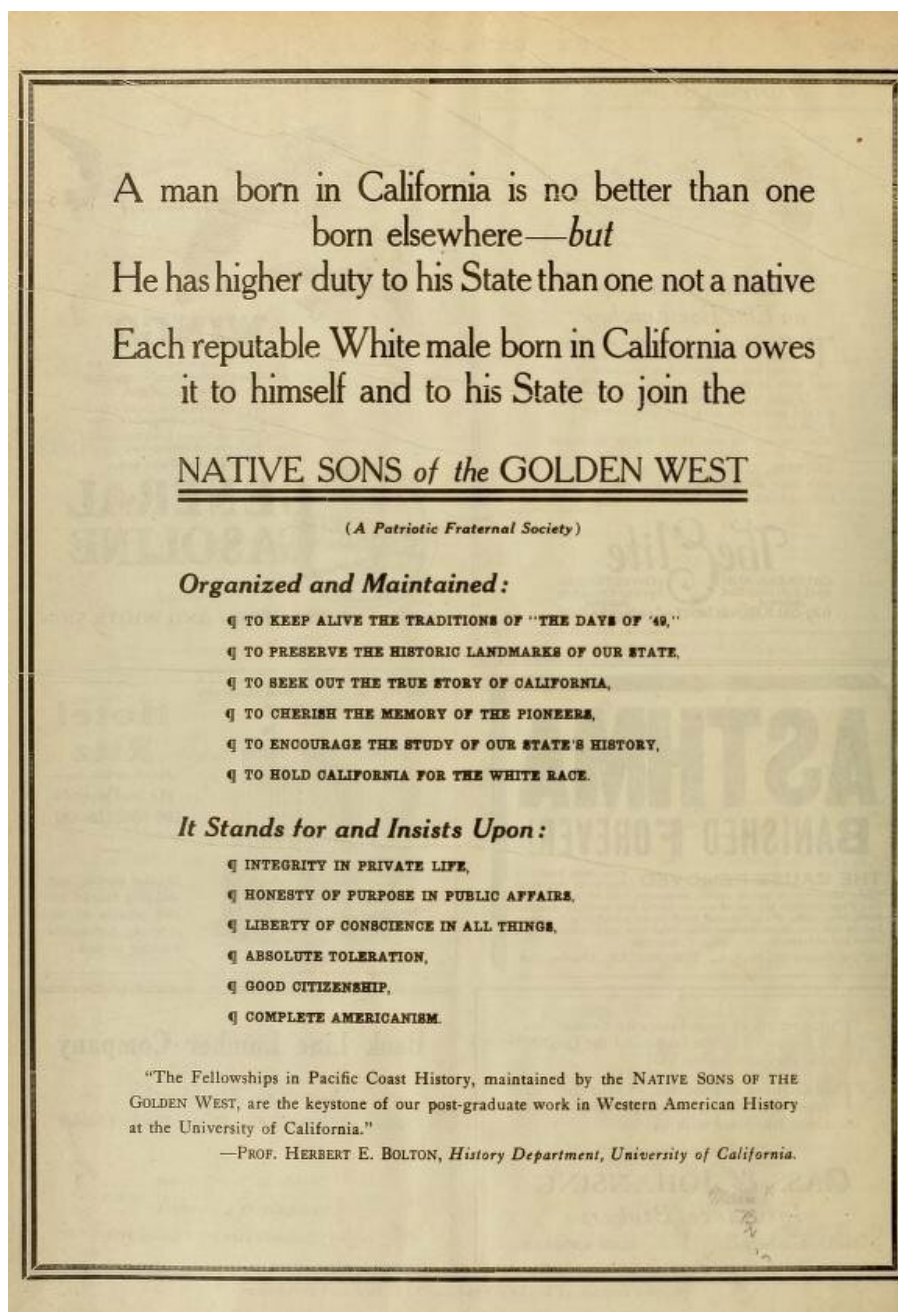 A man born in California is no better than one
born elsewhere—but
He has higher duty to his State than one not a native
Each reputable White male born in California owes
it to himself and to his State to join the
NATIVE SONS of the GOLDEN WEST
(A Patriotic Fraternal Society)
Organized and Maintained:
¶ TO KEEP ALIVE THE TRADITIONS OF "THE DAYS OF '49,"
¶ TO PRESERVE THE HISTORIC LANDMARKS OF OUR STATE,
¶ TO SEEK OUT THE TRUE STORY OF CALIFORNIA,
¶ TO CHERISH THE MEMORY OF THE PIONEERS,
¶ TO ENCOURAGE THE STUDY OF OUR STATE'S HISTORY,
¶ TO HOLD CALIFORNIA FOR THE WHITE RACE.
It Stands for and Insists Upon:
¶ INTEGRITY IN PRIVATE LIFE,
¶ HONESTY OF PURPOSE IN PUBLIC AFFAIRS,
¶ LIBERTY OF CONSCIENCE IN ALL THINGS,
¶ ABSOLUTE TOLERATION,
¶ GOOD CITIZENSHIP,
¶ COMPLETE AMERICANISM.
"The Fellowships in Pacific Coast History, maintained by the NATIVE SONS OF THE
GOLDEN WEST, are the keystone of our post-graduate work in Western American History
at the University of California."
—PROF. HERBERT E. BOLTON, History Department, University of California.